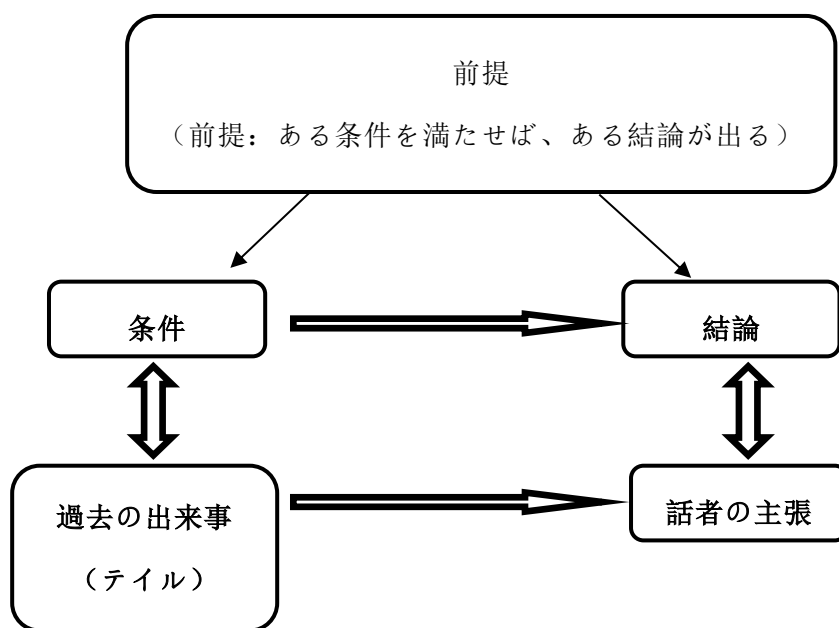 前提
（前提：ある条件を満たせば、ある結論が出る）
条件
結論
過去の出来事
（テイル）
話者の主張